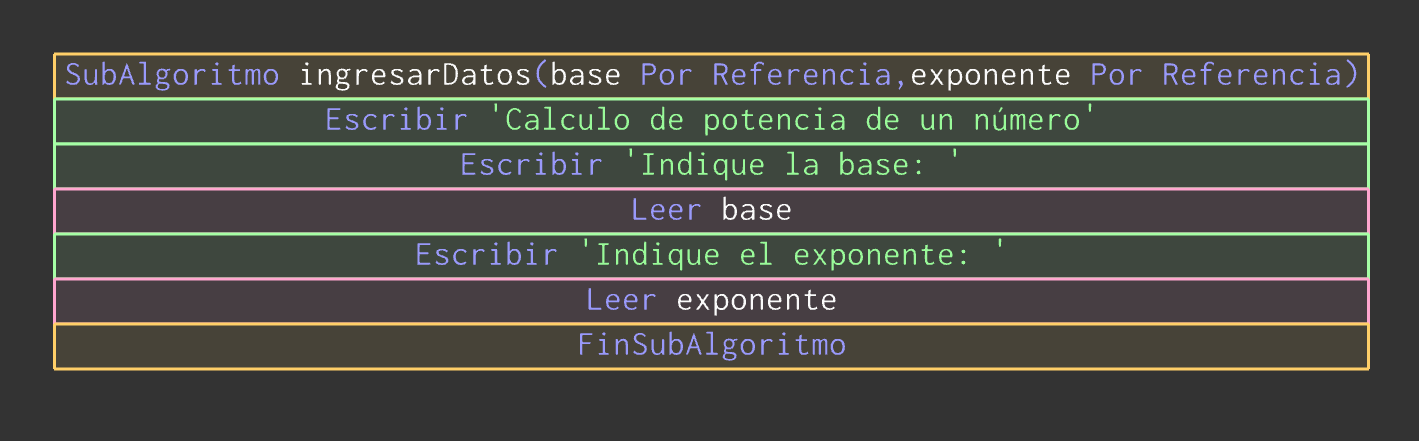 SubAlgoritmo ingresarDatos(base Por Referencia,exponente Por Referencia)
Escribir 'Calculo de potencia de un número'
Escribir 'Indique la base: '
Leer base
Escribir 'Indique el exponente: '
Leer exponente
FinSubAlgoritmo